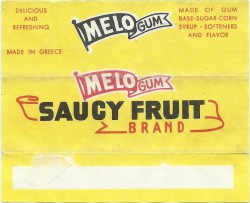 DELICIOUS
AND
REFRESHING
MADE IN GREECE
MELO GUM
MADE OF GUM
BASE-SUGAR-CORN
SYRUP - SOFTENERS
AND FLAVOR
MELO GUM
SAUCY FRUIT
BRAND